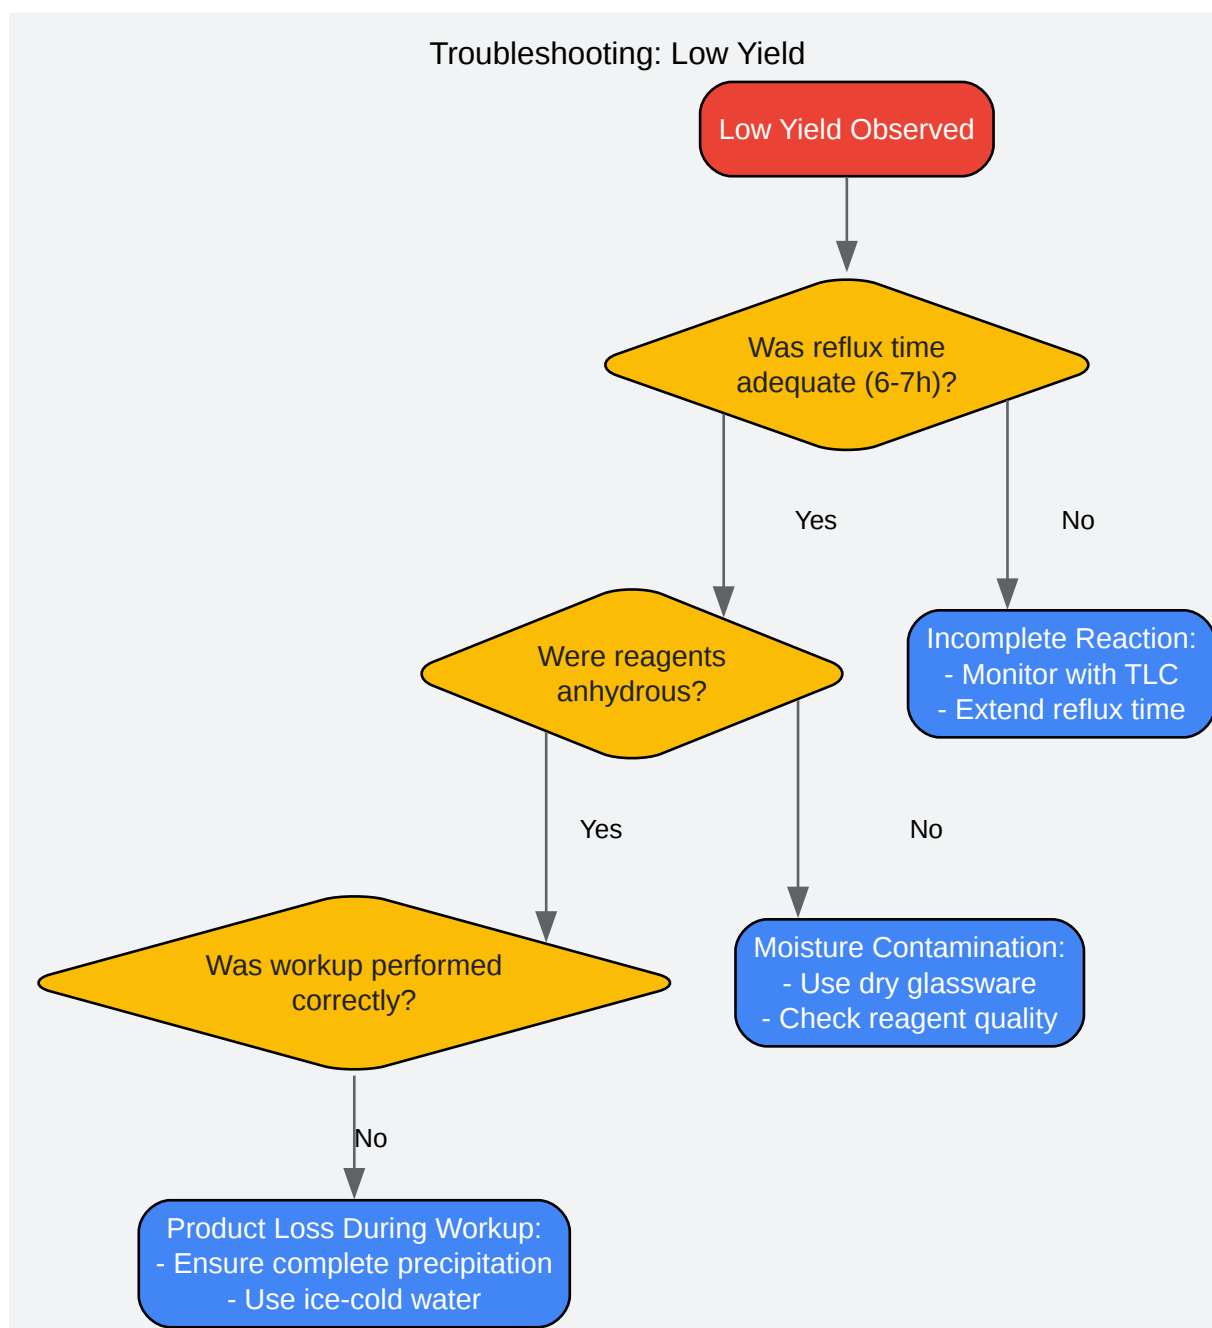 Troubleshooting: Low Yield
Low Yield Observed
Was reflux time
adequate (6-7h)?
Yes
No
Were reagents
anhydrous?
Incomplete Reaction:
- Monitor with TLC
- Extend reflux time
Yes
No
Was workup performed
correctly?
Moisture Contamination:
- Use dry glassware
- Check reagent quality
No
Product Loss During Workup:
- Ensure complete precipitation
- Use ice-cold water